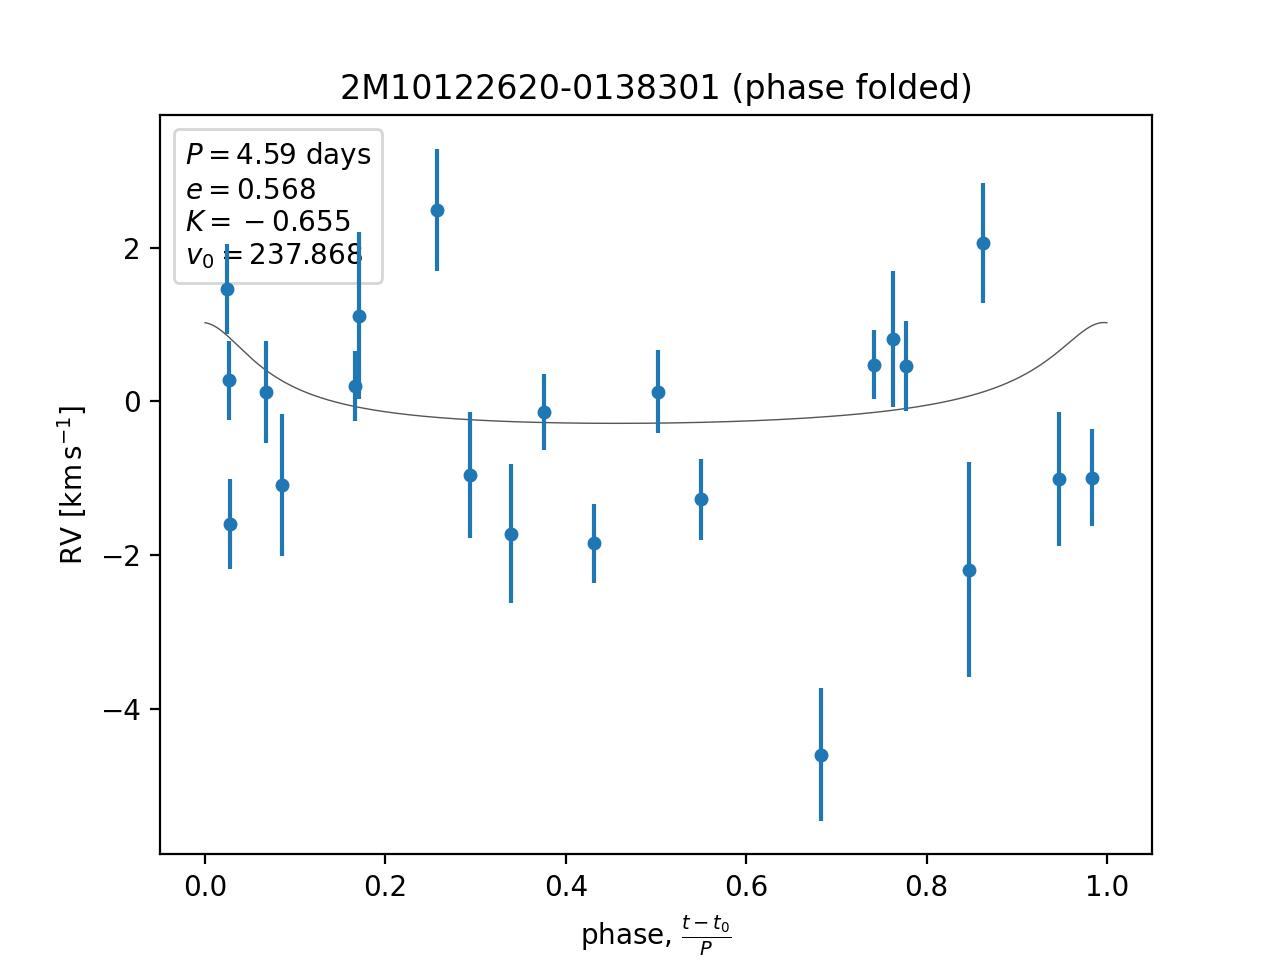 2M10122620-0138301 (phase folded)
P = 4.59 days
e = 0.568
K = −0.655
v₀ = 237.868
RV [km s⁻¹]
2
0
−2
−4
0.0 0.2 0.4 0.6 0.8 1.0
phase, (t − t₀)/P